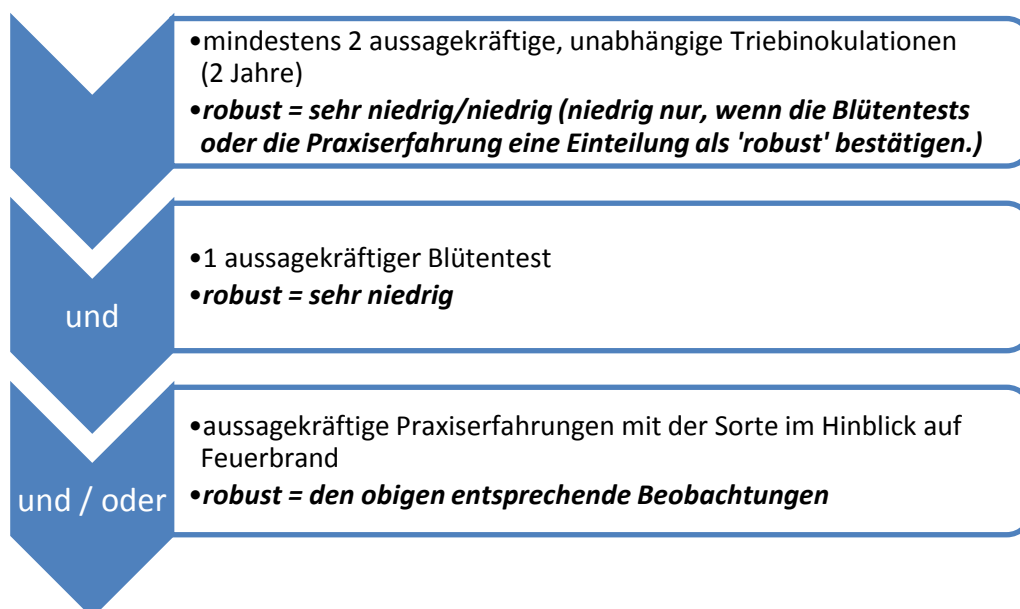 •mindestens 2 aussagekräftige, unabhängige Triebinokulationen
(2 Jahre)
•robust = sehr niedrig/niedrig (niedrig nur, wenn die Blütentests
oder die Praxiserfahrung eine Einteilung als 'robust' bestätigen.)
und
•1 aussagekräftiger Blütentest
•robust = sehr niedrig
und / oder
•aussagekräftige Praxiserfahrungen mit der Sorte im Hinblick auf
Feuerbrand
•robust = den obigen entsprechende Beobachtungen